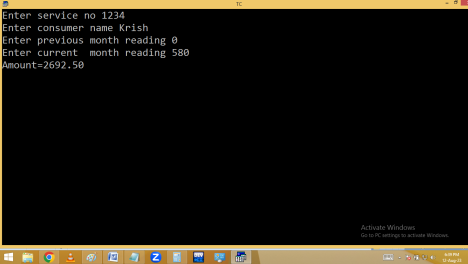 TC
Enter service no 1234
Enter consumer name Krish
Enter previous month reading 0
Enter current  month reading 580
Amount=2692.50
Activate Windows
Go to PC settings to activate Windows.